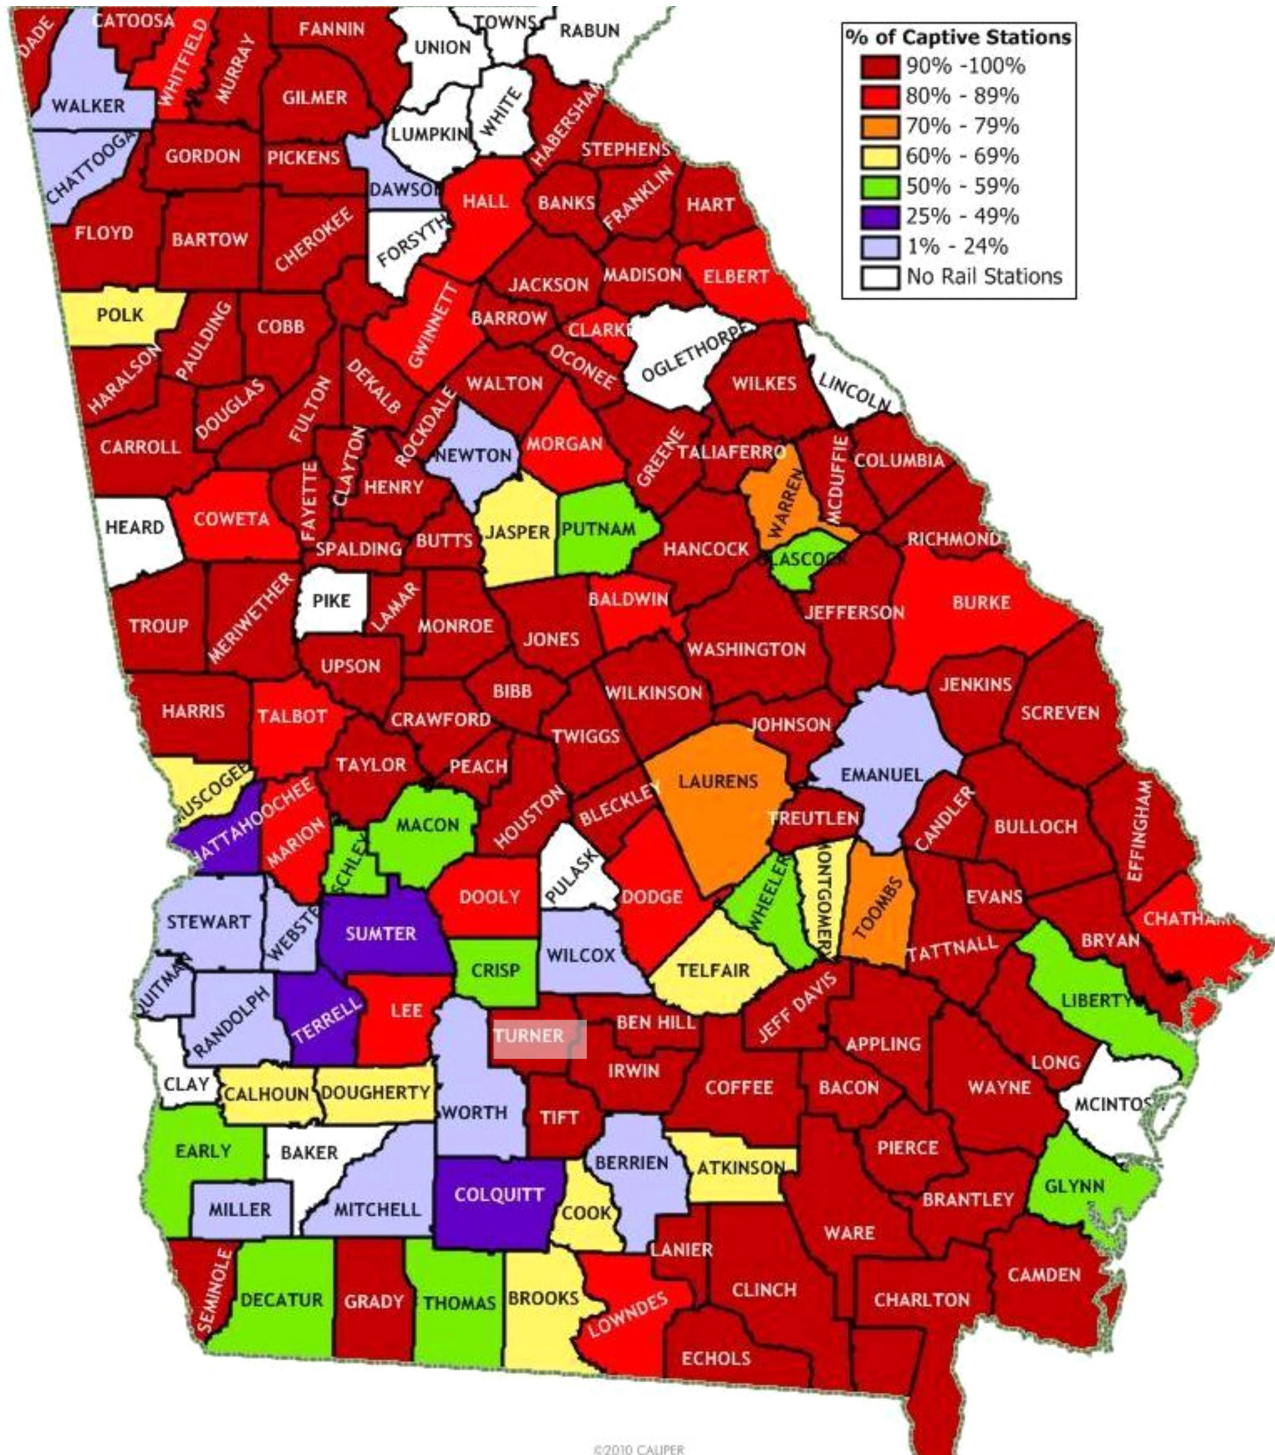 % of Captive Stations
90% -100%
80% - 89%
70% - 79%
60% - 69%
50% - 59%
25% - 49%
1% - 24%
No Rail Stations
DADE
CATOOSA
WHITFIELD
MURRAY
FANNIN
UNION
TOWNS
RABUN
WALKER
GILMER
LUMPKIN
WHITE
HABERSHAM
STEPHENS
CHATTOOGA
GORDON
PICKENS
DAWSO
HALL
BANKS
FRANKLIN
HART
FLOYD
BARTOW
CHEROKEE
FORSYTH
JACKSON
MADISON
ELBERT
POLK
PAULDING
COBB
GWINNETT
BARROW
CLARKE
OCONEE
OGLETHORPE
WILKES
LINCOLN
HARALSON
DOUGLAS
FULTON
DEKALB
ROCKDALE
WALTON
CARROLL
CLAYTON
FAYETTE
HENRY
NEWTON
MORGAN
GREENE
TALIAFERRO
WARREN
MCDUFFIE
COLUMBIA
HEARD
COWETA
SPALDING
BUTTS
JASPER
PUTNAM
HANCOCK
LASCOCK
RICHMOND
TROUP
MERIWETHER
PIKE
LAMAR
MONROE
JONES
BALDWIN
WASHINGTON
JEFFERSON
BURKE
UPSON
HARRIS
TALBOT
CRAWFORD
BIBB
TWIGGS
WILKINSON
JOHNSON
JENKINS
SCREVEN
USCOGEE
TAYLOR
PEACH
HOUSTON
BLECKLEY
LAURENS
TREUTLEN
EMANUEL
CANDLER
BULLOCH
EFFINGHAM
HATTAHOOCHEE
MARION
SCHLEY
MACON
DOOLY
PULASK
DODGE
WHEELER
ONTGOMERY
TOOMBS
EVANS
TATTNALL
BRYAN
CHATHAM
STEWART
WEBSTE
SUMTER
CRISP
WILCOX
TELFAIR
LIBERTY
QUITMAN
RANDOLPH
TERRELL
LEE
TURNER
BEN HILL
JEFF DAVIS
APPLING
LONG
CLAY
CALHOUN
DOUGHERTY
WORTH
TIFT
IRWIN
COFFEE
BACON
WAYNE
MCINTOS
EARLY
BAKER
MILLER
MITCHELL
COLQUITT
COOK
BERRIEN
ATKINSON
PIERCE
BRANTLEY
GLYNN
SEMINOLE
DECATUR
GRADY
THOMAS
BROOKS
LOWNDES
LANIER
CLINCH
WARE
CHARLTON
CAMDEN
ECHOLS
©2010 CALIPER